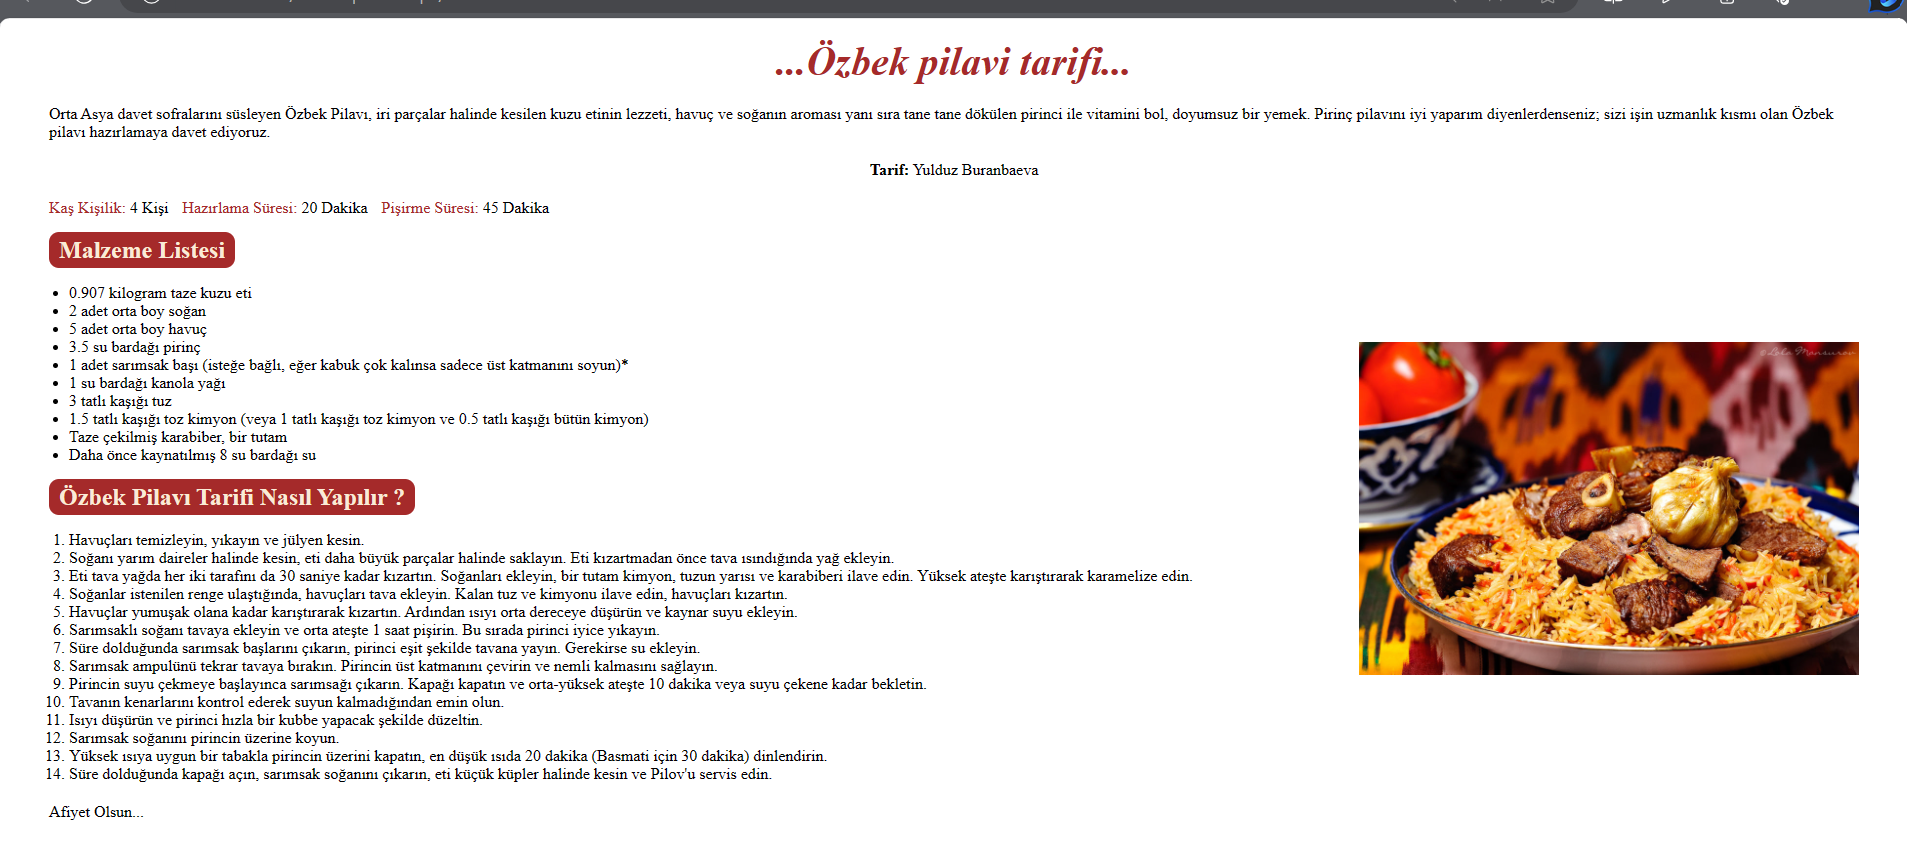 ...Özbek pilavi tarifi...
Orta Asya davet sofralarını süsleyen Özbek Pilavı, iri parçalar halinde kesilen kuzu etinin lezzeti, havuç ve soğanın aroması yanı sıra tane tane dökülen pirinci ile vitamini bol, doyumsuz bir yemek. Pirinç pilavını iyi yaparım diyenlerdenseniz; sizi işin uzmanlık kısmı olan Özbek
pilavı hazırlamaya davet ediyoruz.
Tarif: Yulduz Buranbaeva
Kaş Kişilik: 4 Kişi Hazırlama Süresi: 20 Dakika Pişirme Süresi: 45 Dakika
Malzeme Listesi
• 0.907 kilogram taze kuzu eti
• 2 adet orta boy soğan
• 5 adet orta boy havuç
• 3.5 su bardağı pirinç
• 1 adet sarımsak başı (isteğe bağlı, eğer kabuk çok kalınsa sadece üst katmanını soyun)*
• 1 su bardağı kanola yağı
• 3 tatlı kaşığı tuz
• 1.5 tatlı kaşığı toz kimyon (veya 1 tatlı kaşığı toz kimyon ve 0.5 tatlı kaşığı bütün kimyon)
• Taze çekilmiş karabiber, bir tutam
• Daha önce kaynatılmış 8 su bardağı su
©Lola Mansurov
Özbek Pilavı Tarifi Nasıl Yapılır ?
1. Havuçları temizleyin, yıkayın ve jülyen kesin.
2. Soğanı yarım daireler halinde kesin, eti daha büyük parçalar halinde saklayın. Eti kızartmadan önce tava ısındığında yağ ekleyin.
3. Eti tava yağda her iki tarafını da 30 saniye kadar kızartın. Soğanları ekleyin, bir tutam kimyon, tuzun yarısı ve karabiberi ilave edin. Yüksek ateşte karıştırarak karamelize edin.
4. Soğanlar istenilen renge ulaştığında, havuçları tava ekleyin. Kalan tuz ve kimyonu ilave edin, havuçları kızartın.
5. Havuçlar yumuşak olana kadar karıştırarak kızartın. Ardından ısıyı orta dereceye düşürün ve kaynar suyu ekleyin.
6. Sarımsaklı soğanı tavaya ekleyin ve orta ateşte 1 saat pişirin. Bu sırada pirinci iyice yıkayın.
7. Süre dolduğunda sarımsak başlarını çıkarın, pirinci eşit şekilde tavana yayın. Gerekirse su ekleyin.
8. Sarımsak ampulünü tekrar tavaya bırakın. Pirincin üst katmanını çevirin ve nemli kalmasını sağlayın.
9. Pirincin suyu çekmeye başlayınca sarımsağı çıkarın. Kapağı kapatın ve orta-yüksek ateşte 10 dakika veya suyu çekene kadar bekletin.
10. Tavanın kenarlarını kontrol ederek suyun kalmadığından emin olun.
11. Isıyı düşürün ve pirinci hızla bir kubbe yapacak şekilde düzeltin.
12. Sarımsak soğanını pirincin üzerine koyun.
13. Yüksek ısıya uygun bir tabakla pirincin üzerini kapatın, en düşük ısıda 20 dakika (Basmati için 30 dakika) dinlendirin.
14. Süre dolduğunda kapağı açın, sarımsak soğanını çıkarın, eti küçük küpler halinde kesin ve Pilov'u servis edin.
Afiyet Olsun...